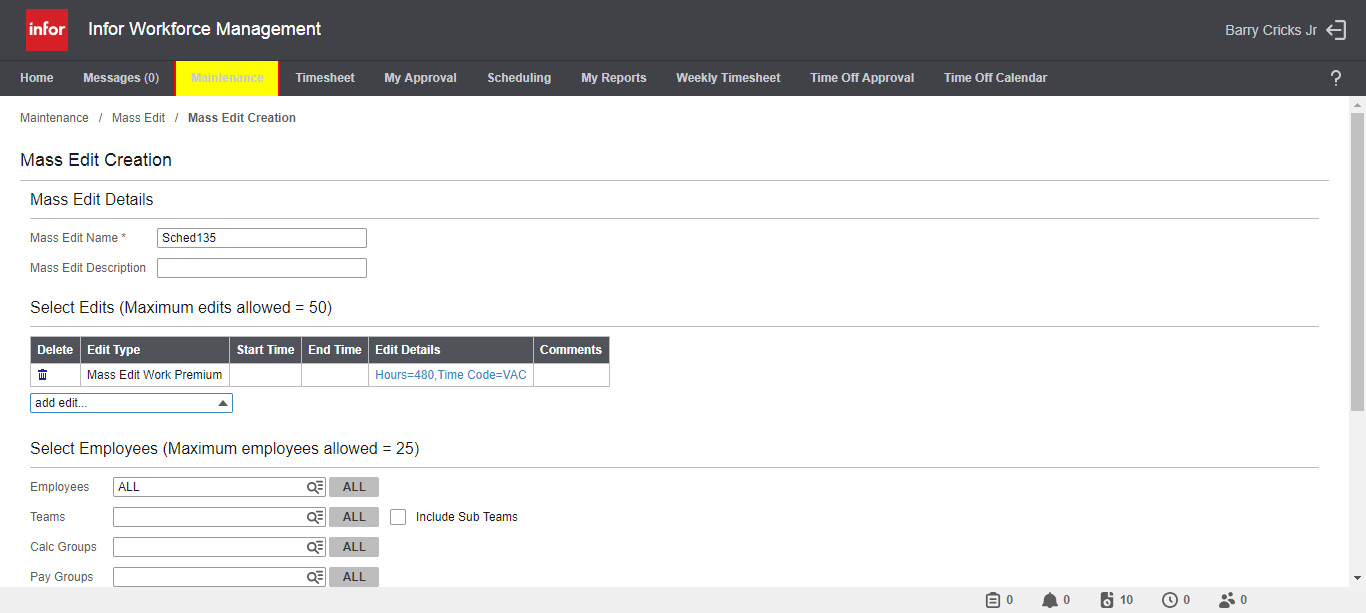 infor Infor Workforce Management Barry Cricks Jr
Home Messages (0) Maintenance Timesheet My Approval Scheduling My Reports Weekly Timesheet Time Off Approval Time Off Calendar ?
Maintenance / Mass Edit / Mass Edit Creation
Mass Edit Creation
Mass Edit Details
Mass Edit Name * Sched135
Mass Edit Description
Select Edits (Maximum edits allowed = 50)
Delete Edit Type Start Time End Time Edit Details Comments
Mass Edit Work Premium Hours=480,Time Code=VAC
add edit...
Select Employees (Maximum employees allowed = 25)
Employees ALL ALL
Teams ALL Include Sub Teams
Calc Groups ALL
Pay Groups ALL
0 0 10 0 0